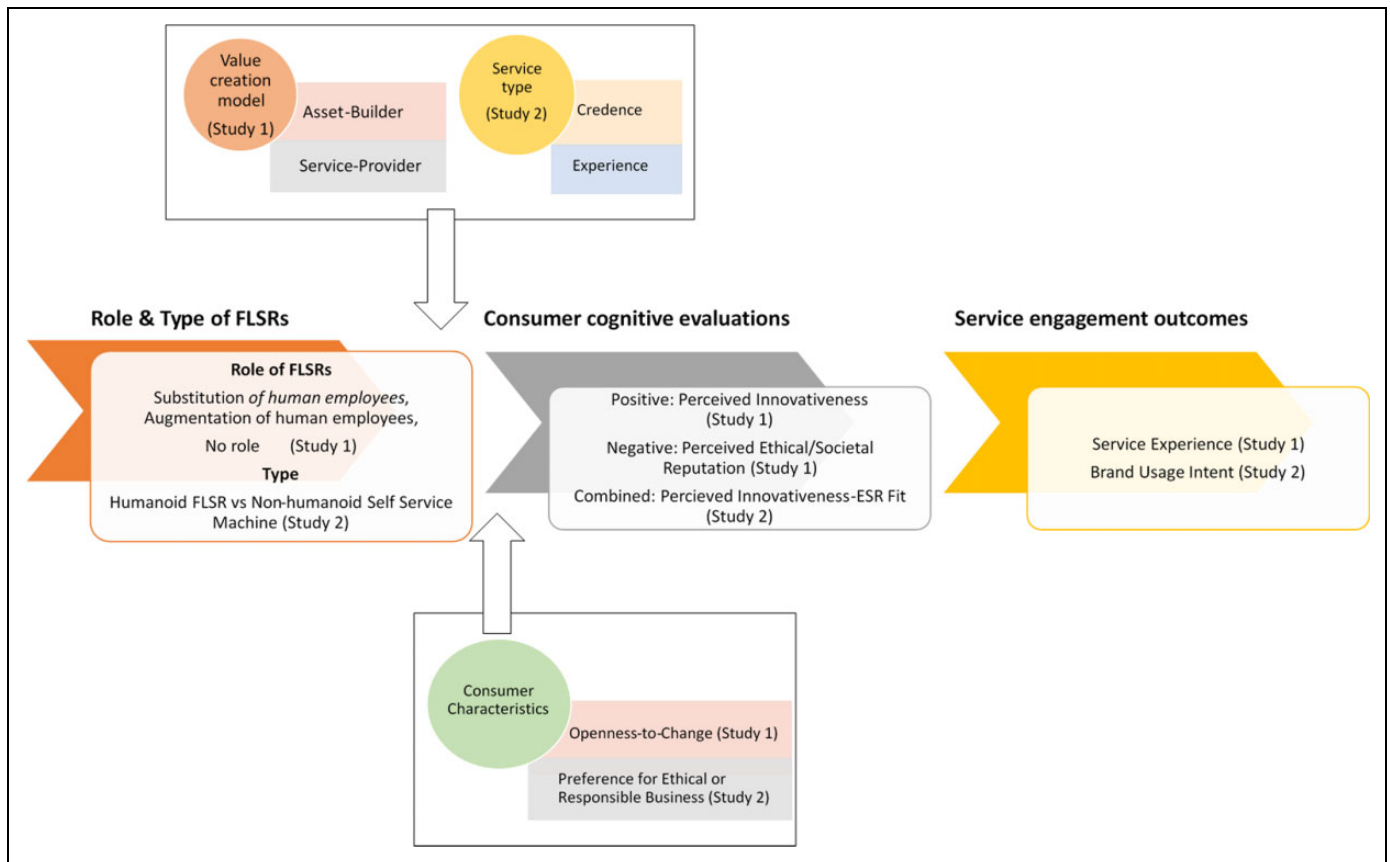 Value
creation
model
(Study 1)
Asset-Builder
Service-Provider
Service
type
(Study 2)
Credence
Experience
Role & Type of FLSRs
Role of FLSRs
Substitution of human employees,
Augmentation of human employees,
No role (Study 1)
Type
Humanoid FLSR vs Non-humanoid Self Service
Machine (Study 2)
Consumer cognitive evaluations
Positive: Perceived Innovativeness
(Study 1)
Negative: Perceived Ethical/Societal
Reputation (Study 1)
Combined: Percieved Innovativeness-ESR Fit
(Study 2)
Service engagement outcomes
Service Experience (Study 1)
Brand Usage Intent (Study 2)
Consumer
Characteristics
Openness-to-Change (Study 1)
Preference for Ethical or
Responsible Business (Study 2)